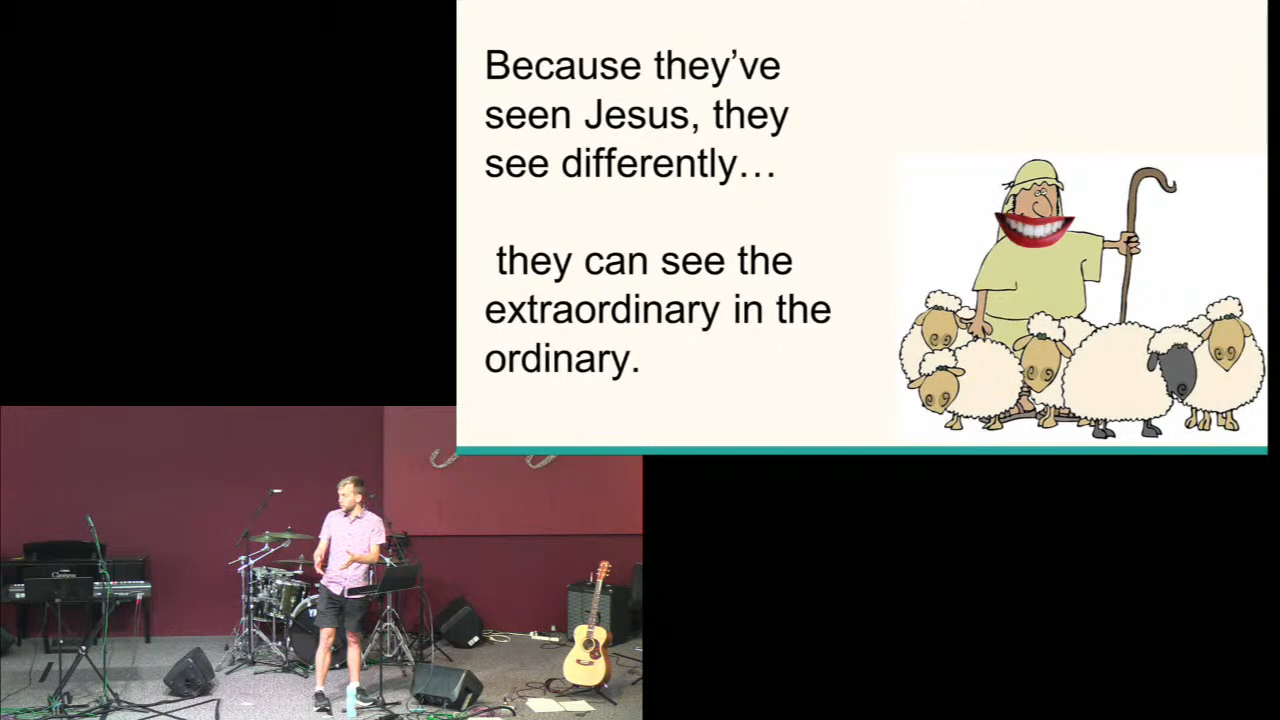 Because they’ve
seen Jesus, they
see differently…
they can see the
extraordinary in the
ordinary.